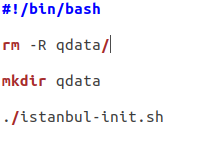 #!/bin/bash
rm -R qdata/
mkdir qdata
./istanbul-init.sh